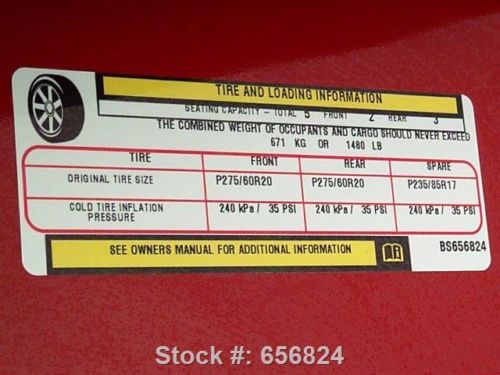 TIRE AND LOADING INFORMATION
SEATING CAPACITY - TOTAL 5 FRONT 2 REAR 3
THE COMBINED WEIGHT OF OCCUPANTS AND CARGO SHOULD NEVER EXCEED
671 KG OR 1480 LB
TIRE FRONT REAR SPARE
ORIGINAL TIRE SIZE P275/60R20 P275/60R20 P235/85R17
COLD TIRE INFLATION PRESSURE 240 kPa / 35 PSI 240 kPa / 35 PSI 240 kPa / 35 PSI
SEE OWNERS MANUAL FOR ADDITIONAL INFORMATION
BS656824
Stock #: 656824